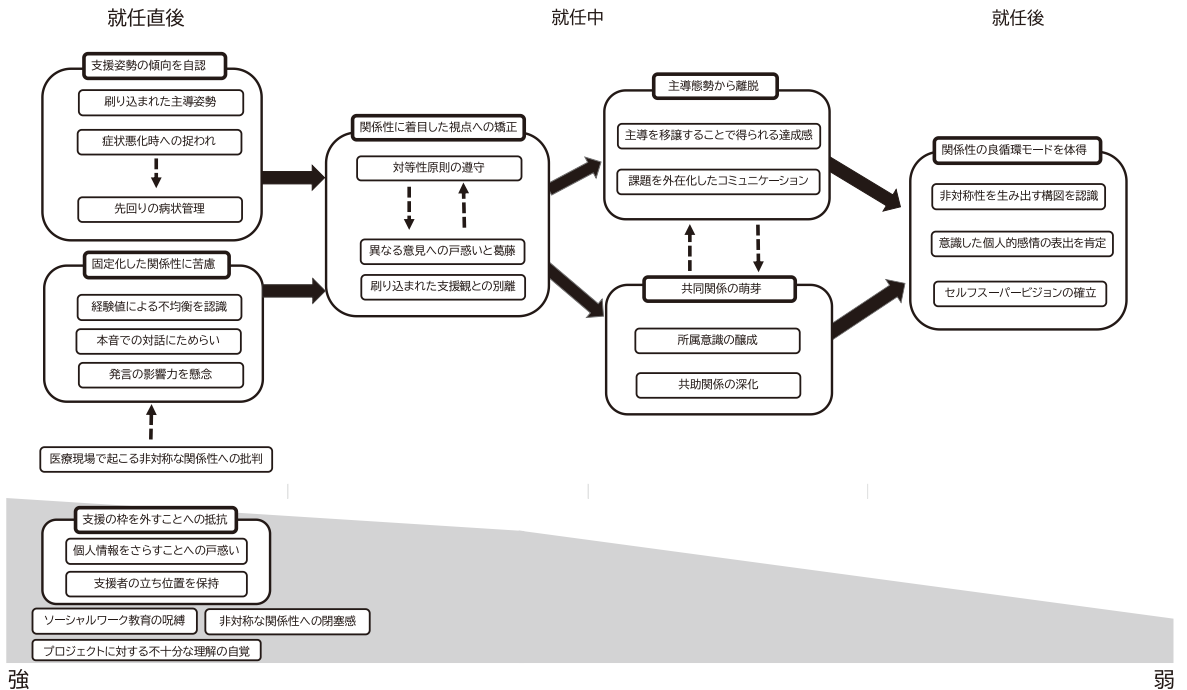 就任直後
就任中
就任後
支援姿勢の傾向を自認
刷り込まれた主導姿勢
症状悪化時への捉われ
先回りの病状管理
固定化した関係性に苦慮
経験値による不均衡を認識
本音での対話にためらい
発言の影響力を懸念
医療現場で起こる非対称な関係性への批判
関係性に着目した視点への矯正
対等性原則の遵守
異なる意見への戸惑いと葛藤
刷り込まれた支援観との別離
主導態勢から離脱
主導を移譲することで得られる達成感
課題を外在化したコミュニケーション
共同関係の萌芽
所属意識の醸成
共助関係の深化
関係性の良循環モードを体得
非対称性を生み出す構図を認識
意識した個人的感情の表出を肯定
セルフスーパービジョンの確立
支援の枠を外すことへの抵抗
個人情報をさらすことへの戸惑い
支援者の立ち位置を保持
ソーシャルワーク教育の呪縛
非対称な関係性への閉塞感
プロジェクトに対する不十分な理解の自覚
強
弱